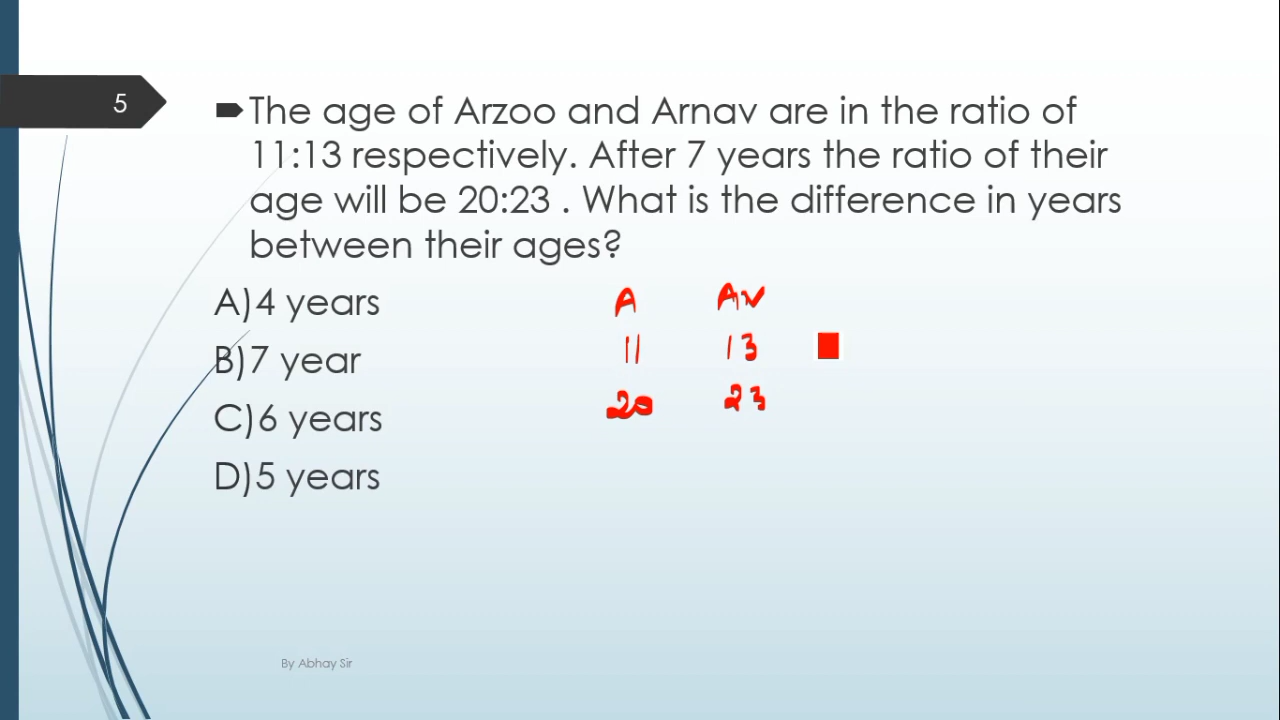 5
The age of Arzoo and Arnav are in the ratio of
11:13 respectively. After 7 years the ratio of their
age will be 20:23 . What is the difference in years
between their ages?
A)4 years
B)7 year
C)6 years
D)5 years
A Av
11 13
20 23
By Abhay Sir